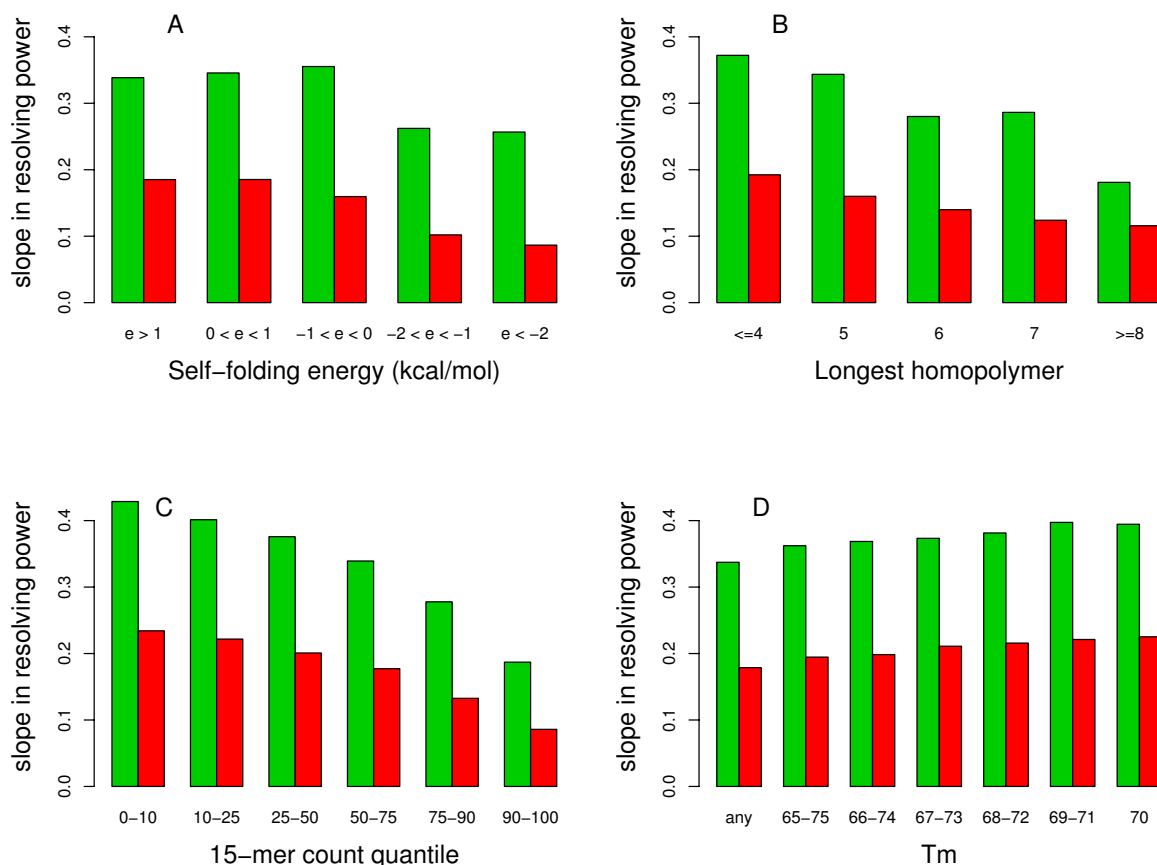 A
slope in resolving power
0.0 0.1 0.2 0.3 0.4
e > 1 0 < e < 1 −1 < e < 0 −2 < e < −1 e < −2
Self−folding energy (kcal/mol)
B
slope in resolving power
0.0 0.1 0.2 0.3 0.4
<=4 5 6 7 >=8
Longest homopolymer
C
slope in resolving power
0.0 0.1 0.2 0.3 0.4
0−10 10−25 25−50 50−75 75−90 90−100
15−mer count quantile
D
slope in resolving power
0.0 0.1 0.2 0.3 0.4
any 65−75 66−74 67−73 68−72 69−71 70
Tm